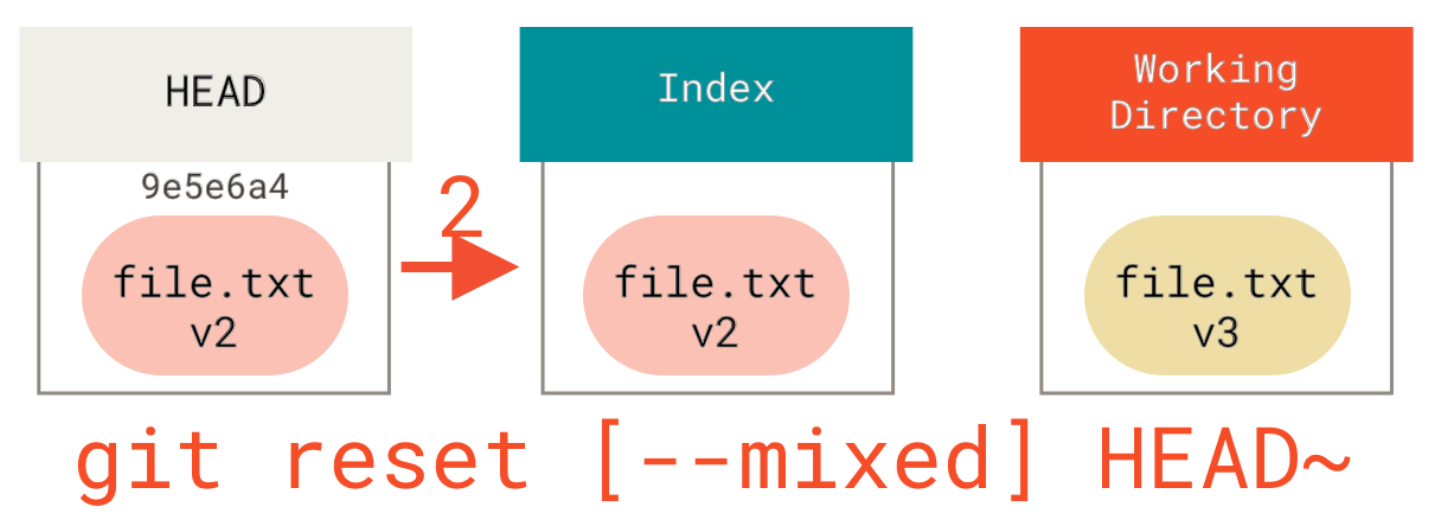 HEAD
Index
Working
Directory
9e5e6a4
2
file.txt
v2
file.txt
v2
file.txt
v3
git reset [--mixed] HEAD~